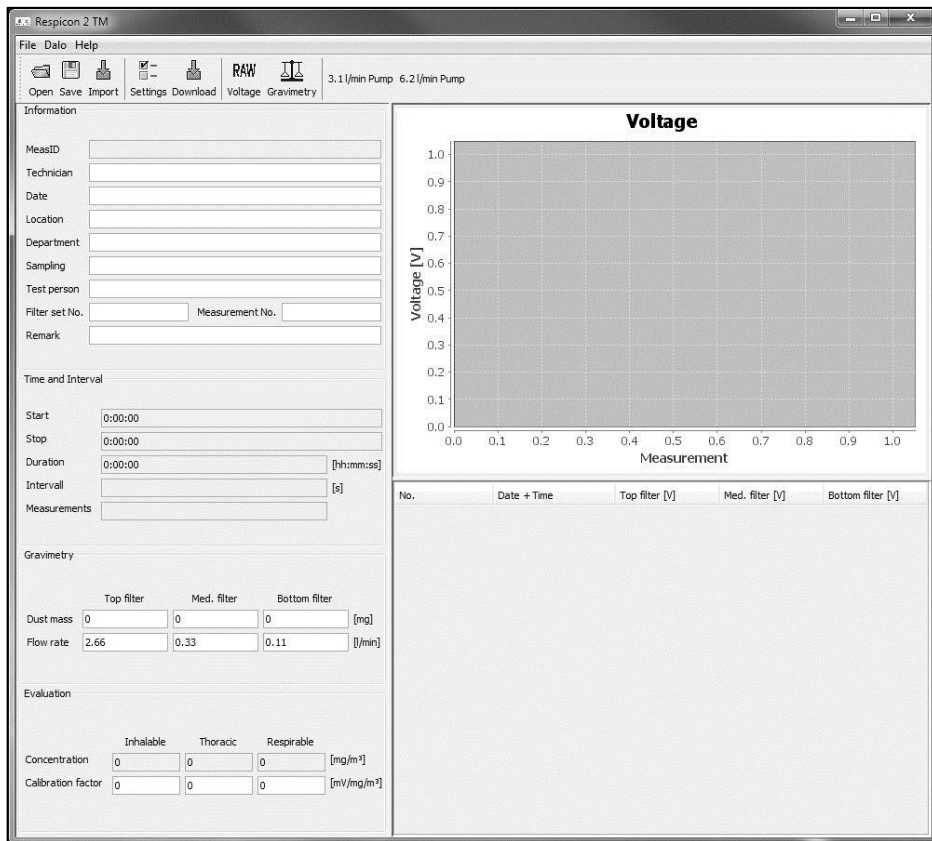 Respicon 2 TM
File Dalo Help
Open Save Import Settings Download RAW Voltage Gravimetry 3.1 l/min Pump 6.2 l/min Pump
Information
MeasID
Technician
Date
Location
Department
Sampling
Test person
Filter set No. Measurement No.
Remark
Time and Interval
Start 0:00:00
Stop 0:00:00
Duration 0:00:00 [hh:mm:ss]
Intervall [s]
Measurements
Gravimetry
Top filter Med. filter Bottom filter
Dust mass 0 0 0 [mg]
Flow rate 2.66 0.33 0.11 [l/min]
Evaluation
Inhalable Thoracic Respirable
Concentration 0 0 0 [mg/m³]
Calibration factor 0 0 0 [mV/mg/m³]
Voltage
Voltage [V]
1.0
0.9
0.8
0.7
0.6
0.5
0.4
0.3
0.2
0.1
0.0
0.0 0.1 0.2 0.3 0.4 0.5 0.6 0.7 0.8 0.9 1.0
Measurement
No. Date + Time Top filter [V] Med. filter [V] Bottom filter [V]